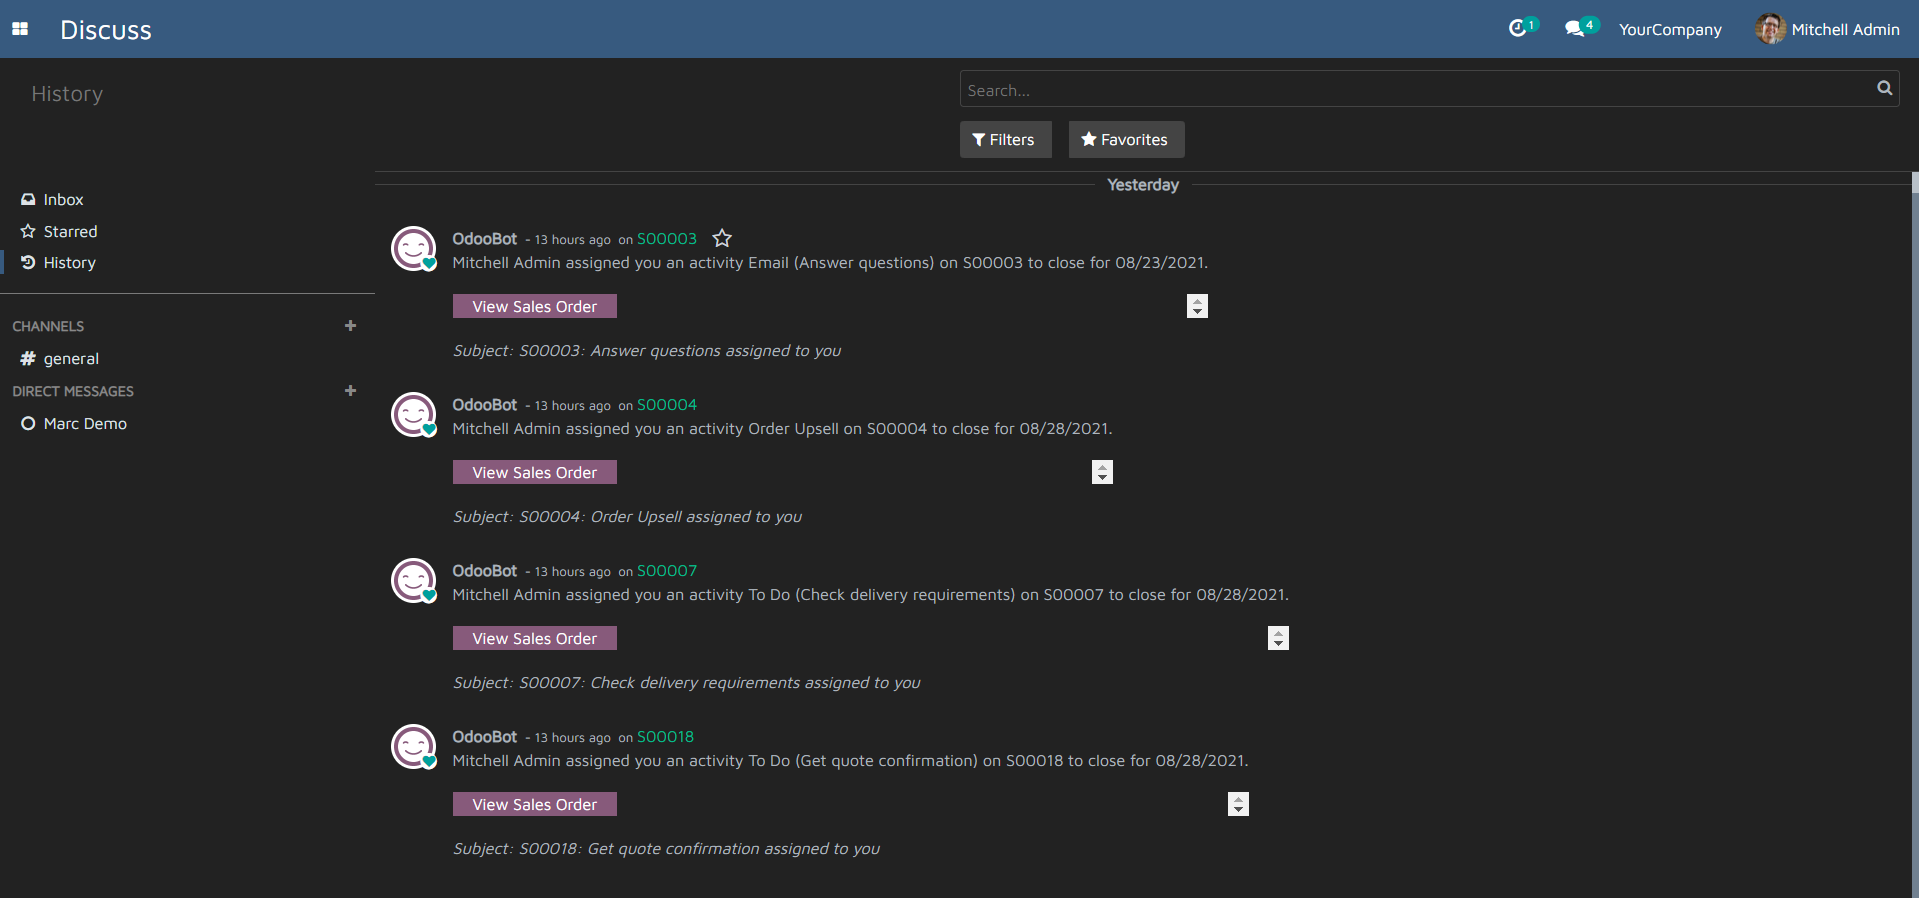 Discuss
1
4
YourCompany
Mitchell Admin
History
Search...
Filters
Favorites
Inbox
Starred
History
CHANNELS
general
DIRECT MESSAGES
Marc Demo
Yesterday
OdooBot - 13 hours ago on S00003
Mitchell Admin assigned you an activity Email (Answer questions) on S00003 to close for 08/23/2021.
View Sales Order
Subject: S00003: Answer questions assigned to you
OdooBot - 13 hours ago on S00004
Mitchell Admin assigned you an activity Order Upsell on S00004 to close for 08/28/2021.
View Sales Order
Subject: S00004: Order Upsell assigned to you
OdooBot - 13 hours ago on S00007
Mitchell Admin assigned you an activity To Do (Check delivery requirements) on S00007 to close for 08/28/2021.
View Sales Order
Subject: S00007: Check delivery requirements assigned to you
OdooBot - 13 hours ago on S00018
Mitchell Admin assigned you an activity To Do (Get quote confirmation) on S00018 to close for 08/28/2021.
View Sales Order
Subject: S00018: Get quote confirmation assigned to you